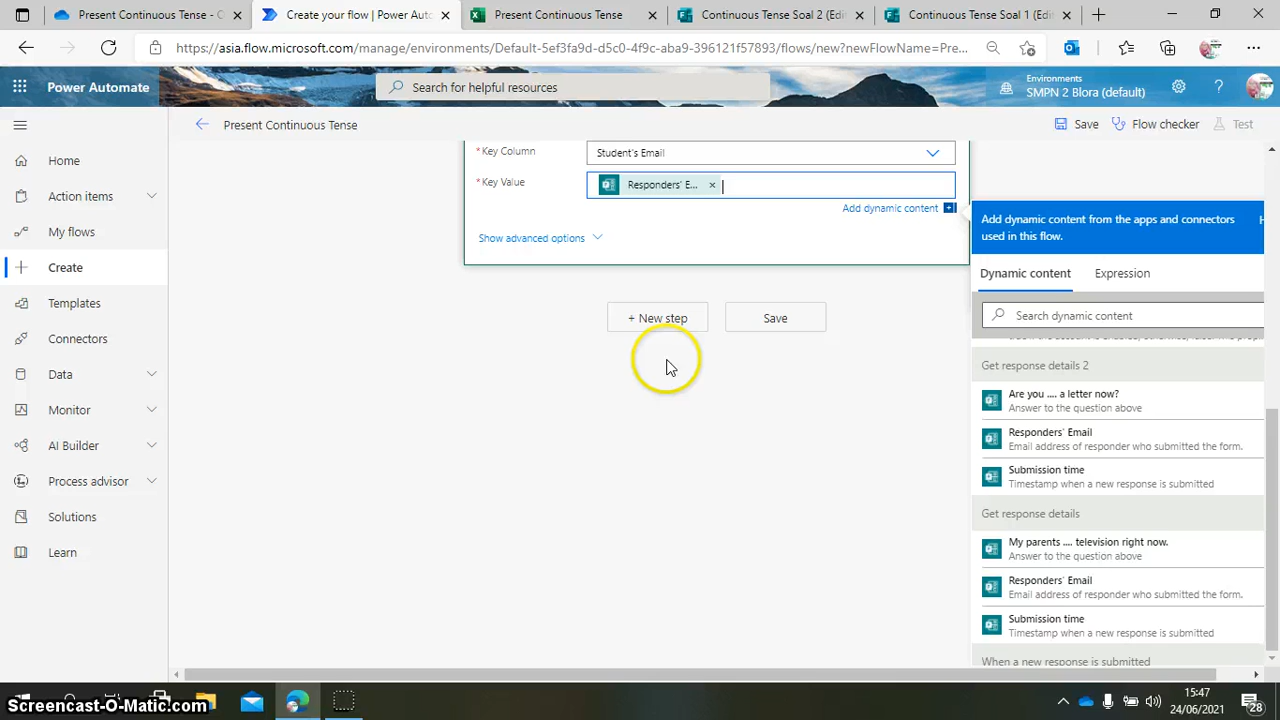 Present Continuous Tense - C
Create your flow | Power Aut
Present Continuous Tense
Continuous Tense Soal 2 (Edi
Continuous Tense Soal 1 (Edi
https://asia.flow.microsoft.com/manage/environments/Default-5ef3fa9d-d5c0-4f9c-aba9-396121f57893/flows/new?newFlowName=Pre...
Power Automate
Search for helpful resources
Environments
SMPN 2 Blora (default)
Present Continuous Tense
Save
Flow checker
Test
Home
Action items
My flows
Create
Templates
Connectors
Data
Monitor
AI Builder
Process advisor
Solutions
Learn
* Key Column
Student's Email
* Key Value
Responders' E... ×
Add dynamic content
Show advanced options
+ New step
Save
Add dynamic content from the apps and connectors
used in this flow.
Dynamic content
Expression
Search dynamic content
Get response details 2
Are you .... a letter now?
Answer to the question above
Responders' Email
Email address of responder who submitted the form.
Submission time
Timestamp when a new response is submitted
Get response details
My parents .... television right now.
Answer to the question above
Responders' Email
Email address of responder who submitted the form.
Submission time
Timestamp when a new response is submitted
When a new response is submitted
15:47
24/06/2021
28
Screencast-O-Matic.com